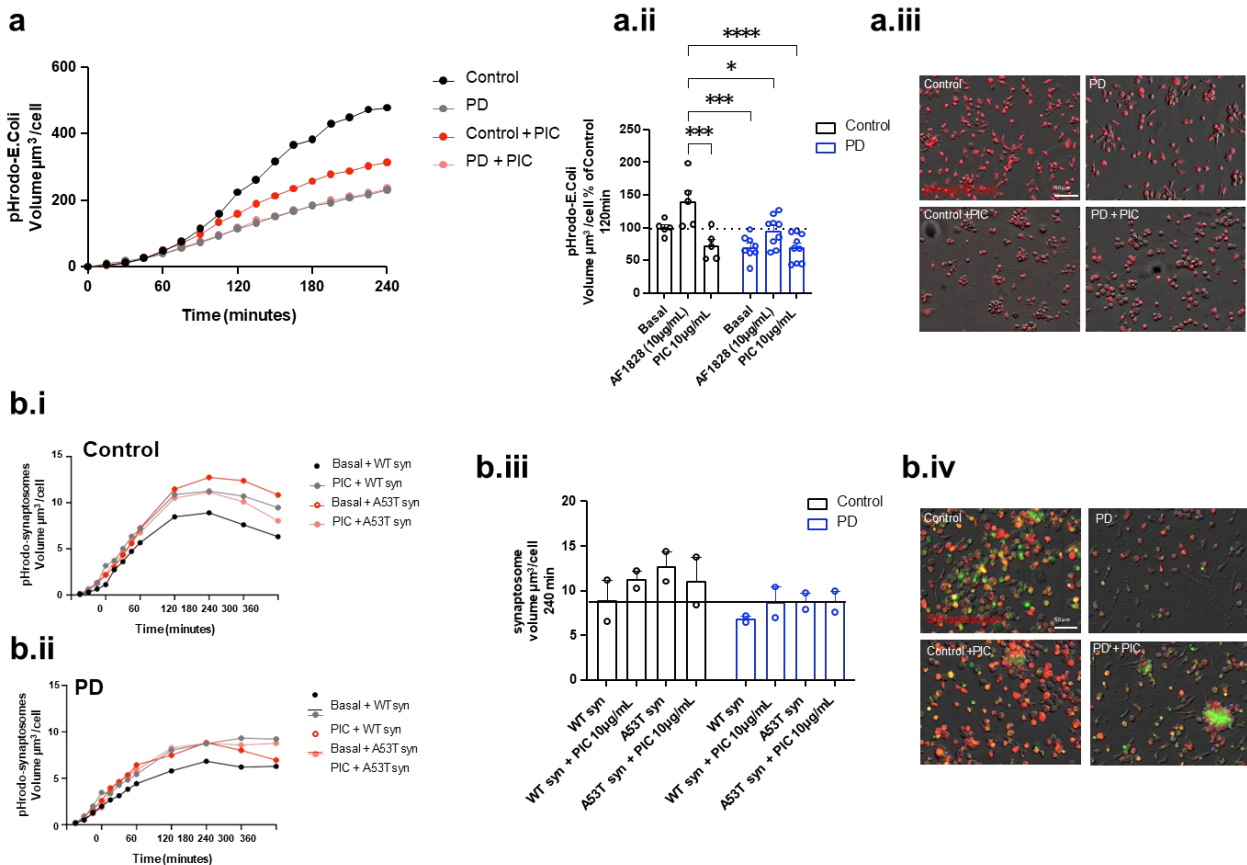 a
600
400
200
0
pHrodo-E.Coli
Volume µm³/cell
0 60 120 180 240
Time (minutes)
Control
PD
Control + PIC
PD + PIC
a.ii
****
*
***
***
Control
PD
250
200
150
100
50
0
pHrodo-E.Coli
Volume µm³ /cell % of Control
120min
Basal
AF1828 (10µg/mL)
PIC 10µg/mL
Basal
AF1828 (10µg/mL)
PIC 10µg/mL
a.iii
Control
PD
50µm
Control +PIC
PD + PIC
b.i
Control
15
10
5
0
pHrodo-synaptosomes
Volume µm³/cell
0 60 120 240 360
Time (minutes)
Basal + WT syn
PIC + WT syn
Basal + A53T syn
PIC + A53T syn
b.ii
PD
15
10
5
0
pHrodo-synaptosomes
Volume µm³/cell
0 60 120 180 240 300 360
Time (minutes)
Basal + WT syn
PIC + WT syn
Basal + A53T syn
PIC + A53T syn
b.iii
20
15
10
5
0
synaptosome
volume µm³/cell
240 min
Control
PD
WT syn
WT syn + PIC 10µg/mL
A53T syn
A53T syn + PIC 10µg/mL
WT syn
WT syn + PIC 10µg/mL
A53T syn
A53T syn + PIC 10µg/mL
b.iv
Control
PD
50µm
Control +PIC
PD + PIC